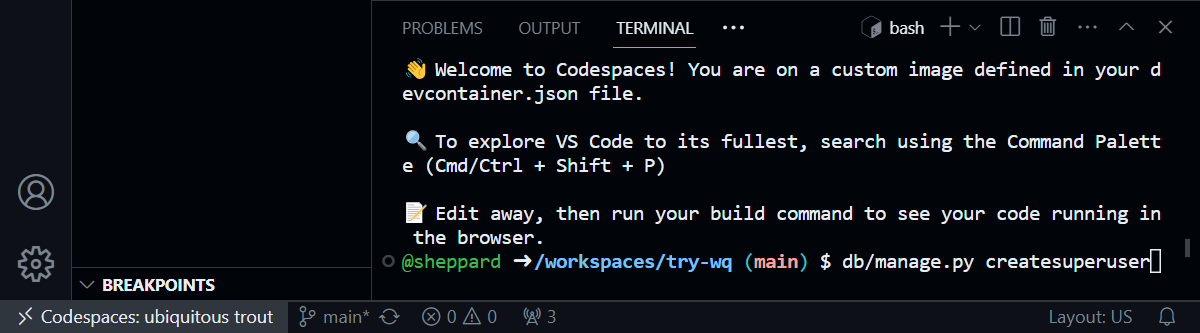 PROBLEMS OUTPUT TERMINAL ... bash
👋 Welcome to Codespaces! You are on a custom image defined in your d
evcontainer.json file.
🔍 To explore VS Code to its fullest, search using the Command Palett
e (Cmd/Ctrl + Shift + P)
📝 Edit away, then run your build command to see your code running in
the browser.
@sheppard ➜/workspaces/try-wq (main) $ db/manage.py createsuperuser
BREAKPOINTS
Codespaces: ubiquitous trout main* 0 0 3 Layout: US